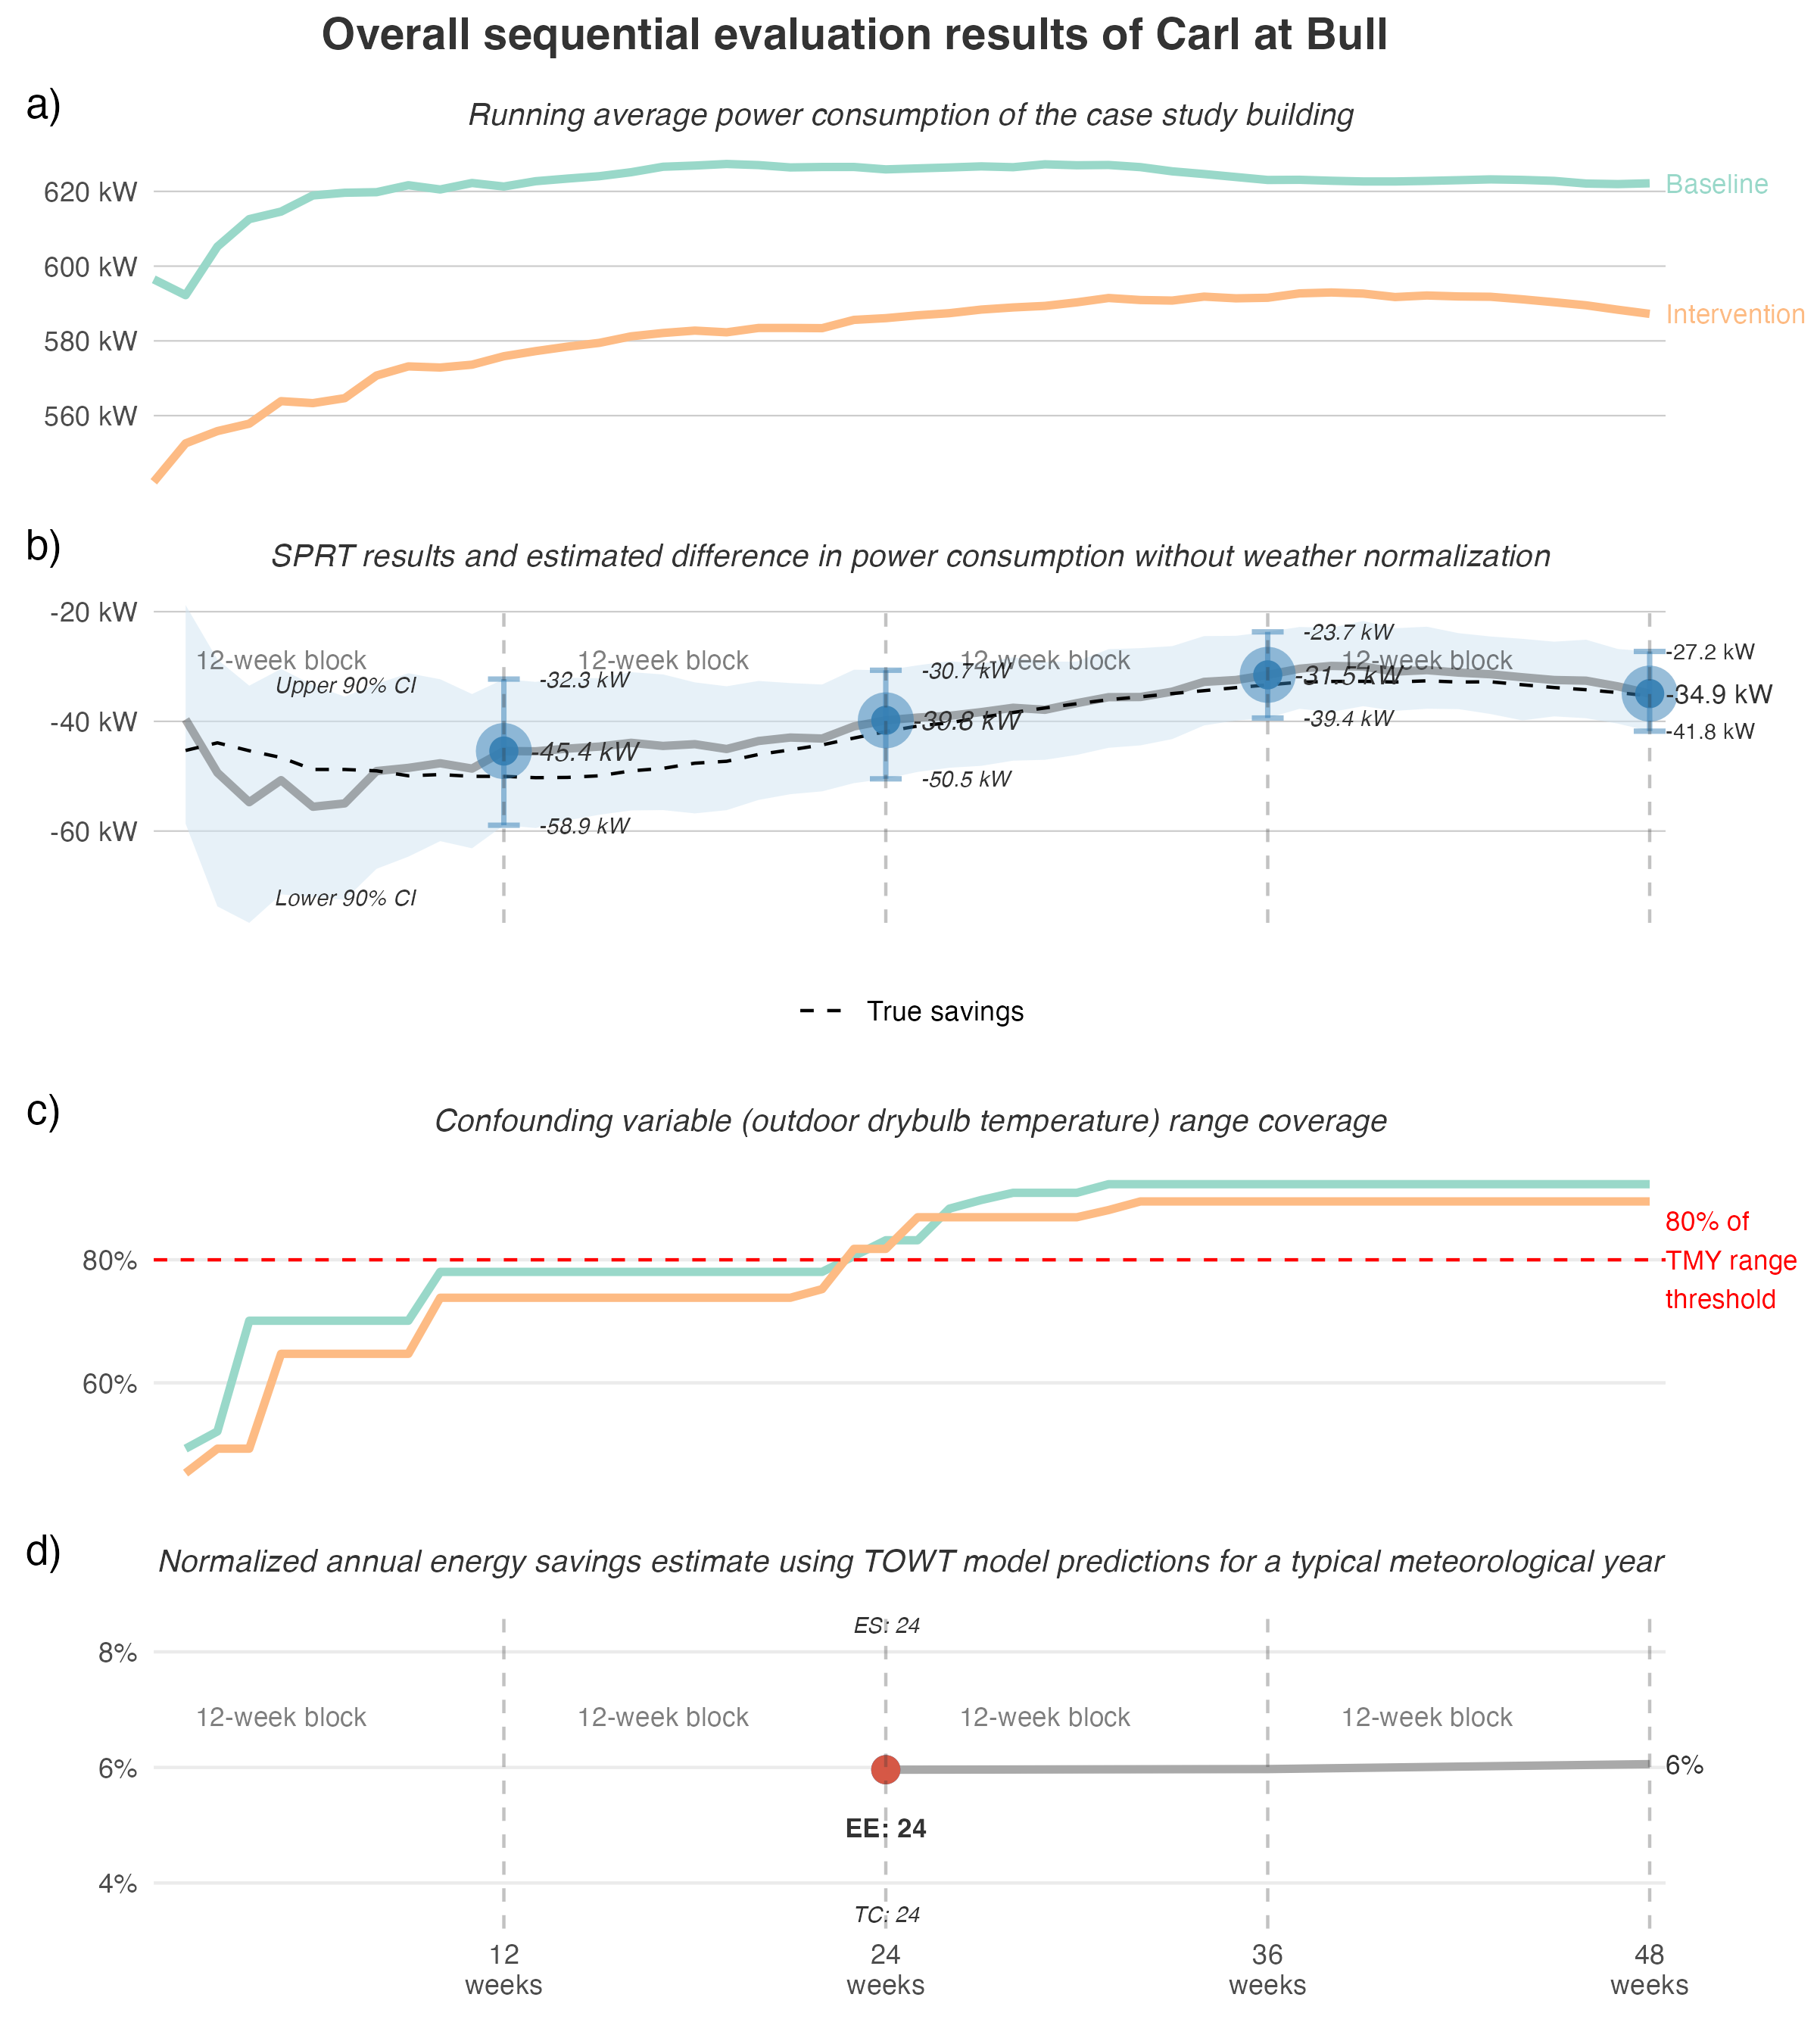 Overall sequential evaluation results of Carl at Bull
a)
Running average power consumption of the case study building
620 kW
600 kW
580 kW
560 kW
Baseline
Intervention
b)
SPRT results and estimated difference in power consumption without weather normalization
-20 kW
-40 kW
-60 kW
12-week block
12-week block
12-week block
12-week block
Upper 90% CI
Lower 90% CI
-32.3 kW
-45.4 kW
-58.9 kW
-30.7 kW
-39.8 kW
-50.5 kW
-23.7 kW
-31.5 kW
-39.4 kW
-27.2 kW
-34.9 kW
-41.8 kW
True savings
c)
Confounding variable (outdoor drybulb temperature) range coverage
80%
60%
80% of
TMY range
threshold
d)
Normalized annual energy savings estimate using TOWT model predictions for a typical meteorological year
8%
6%
4%
ES: 24
12-week block
12-week block
12-week block
12-week block
6%
EE: 24
TC: 24
12
weeks
24
weeks
36
weeks
48
weeks